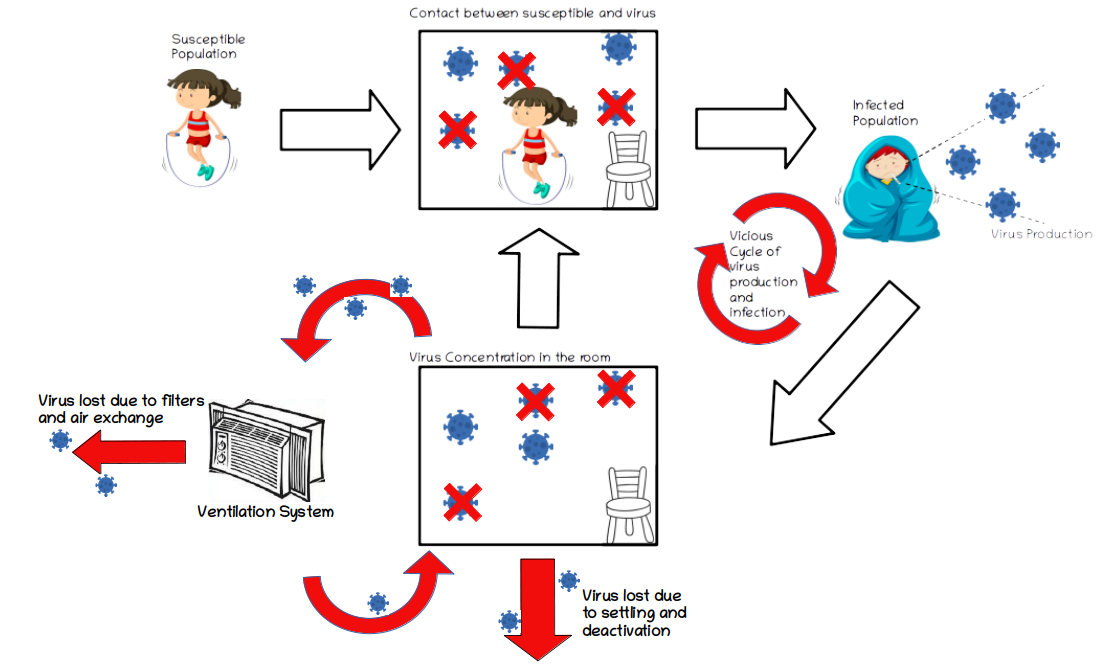 Contact between susceptible and virus
Susceptible
Population
Infected
Population
Virus Production
Vicious
Cycle of
virus
production
and
infection
Virus Concentration in the room
Virus lost due to filters
and air exchange
Ventilation System
Virus lost due
to settling and
deactivation